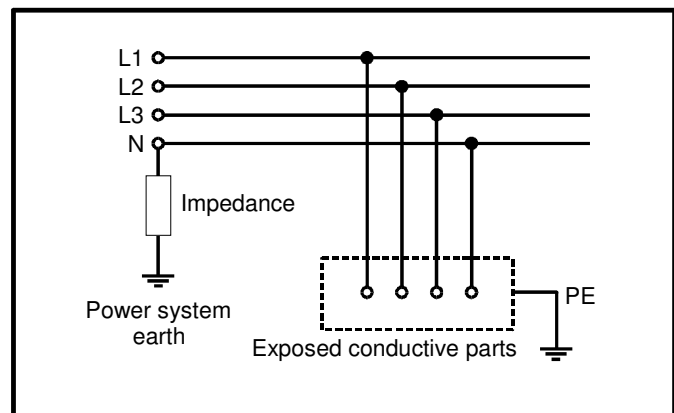 L1
L2
L3
N
Impedance
Power system
earth
PE
Exposed conductive parts